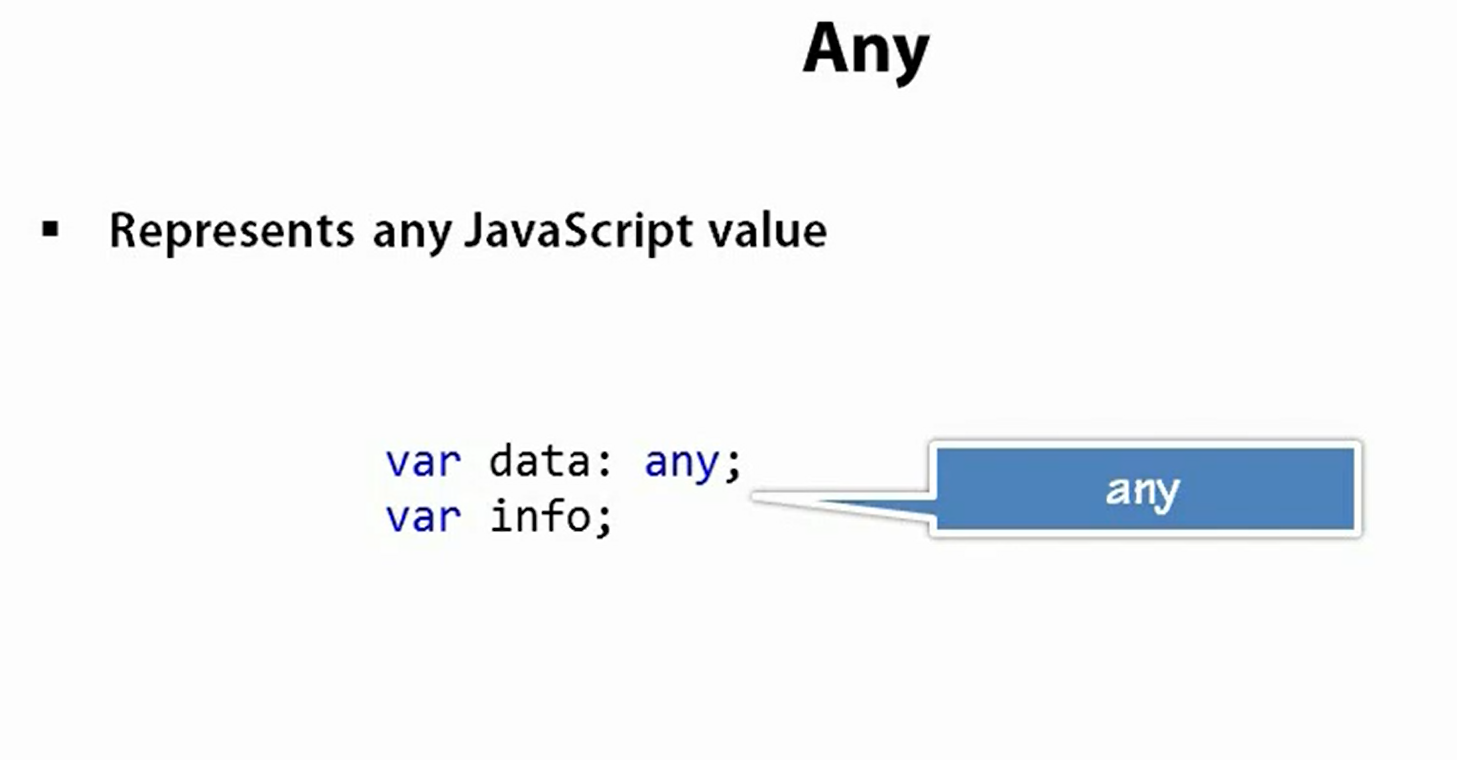 Any
▪ Represents any JavaScript value
var data: any;
any
var info;